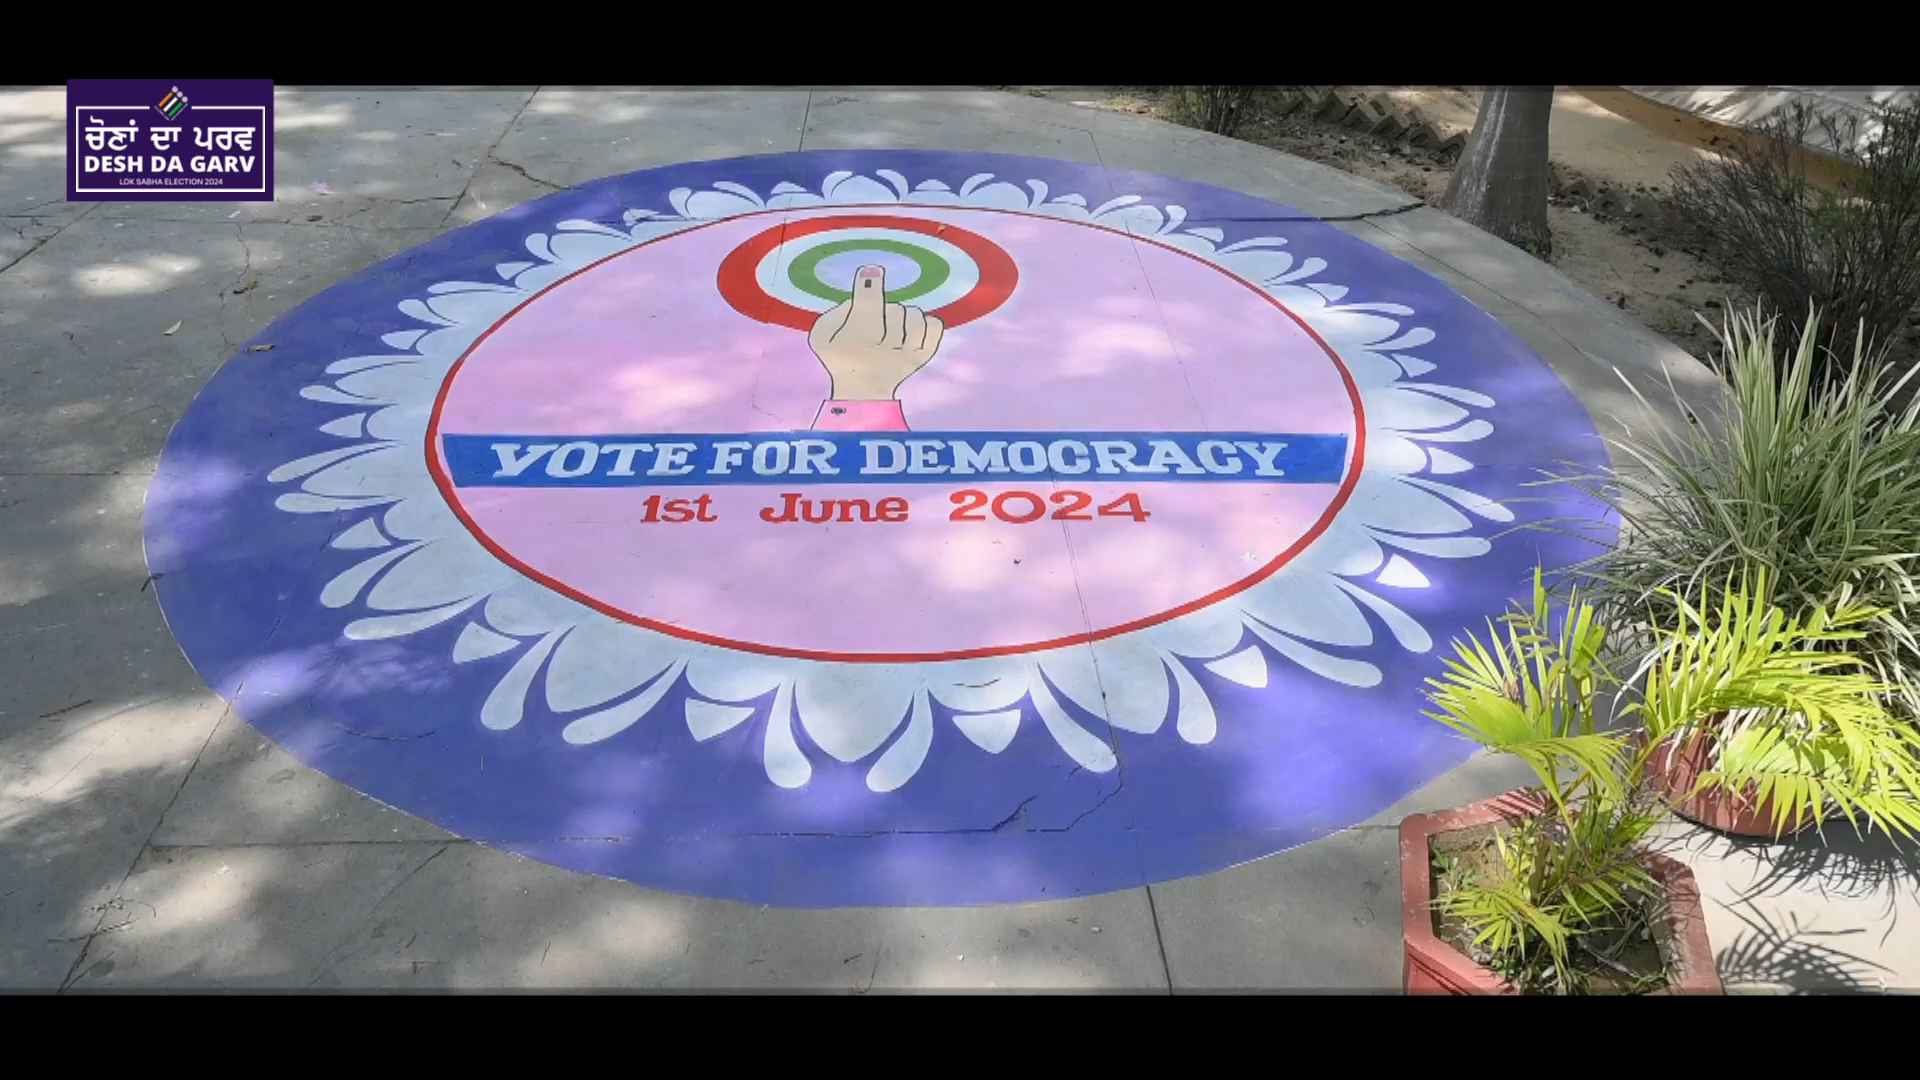 ਚੋਣਾਂ ਦਾ ਪਰਵ
DESH DA GARV
LOK SABHA ELECTION 2024
VOTE FOR DEMOCRACY
1st June 2024